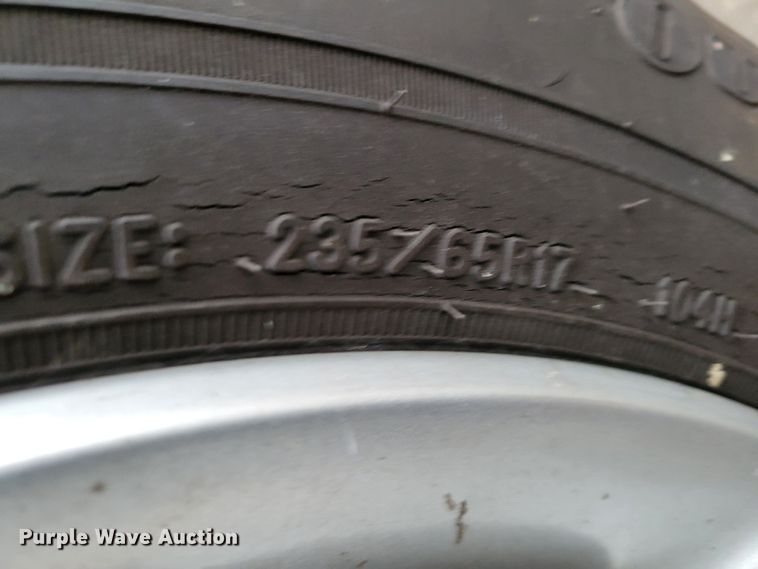 SIZE: 235/65R17 104H
Purple Wave Auction